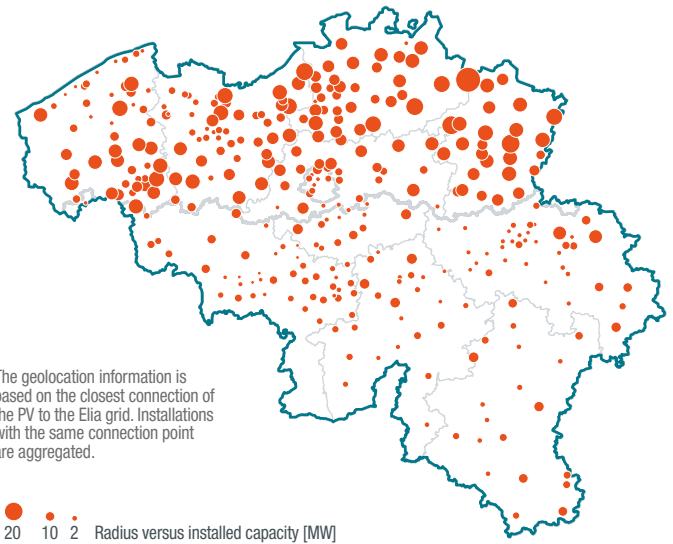 The geolocation information is
based on the closest connection of
the PV to the Elia grid. Installations
with the same connection point
are aggregated.
20 10 2 Radius versus installed capacity [MW]